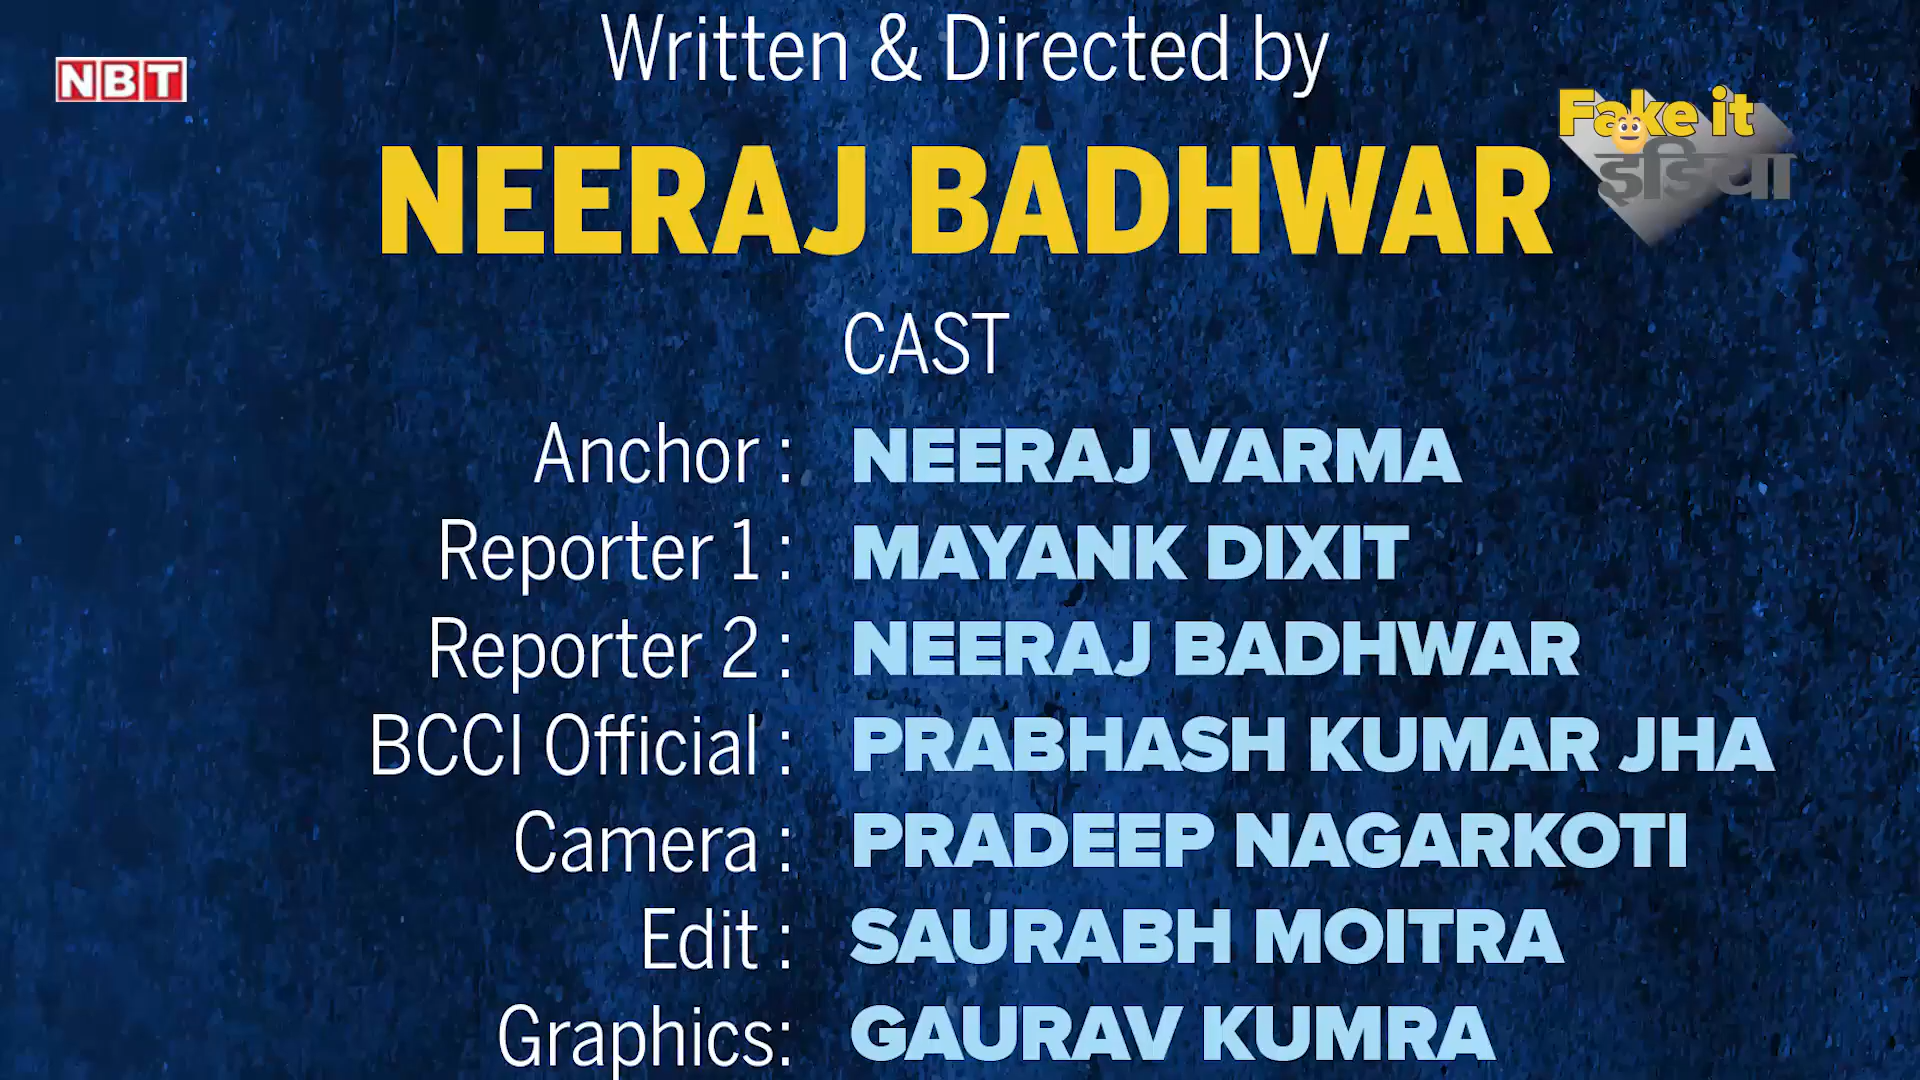 Written & Directed by
NBT
Fake it
इंडिया
NEERAJ BADHWAR
CAST
Anchor : NEERAJ VARMA
Reporter 1 : MAYANK DIXIT
Reporter 2 : NEERAJ BADHWAR
BCCI Official : PRABHASH KUMAR JHA
Camera : PRADEEP NAGARKOTI
Edit : SAURABH MOITRA
Graphics: GAURAV KUMRA